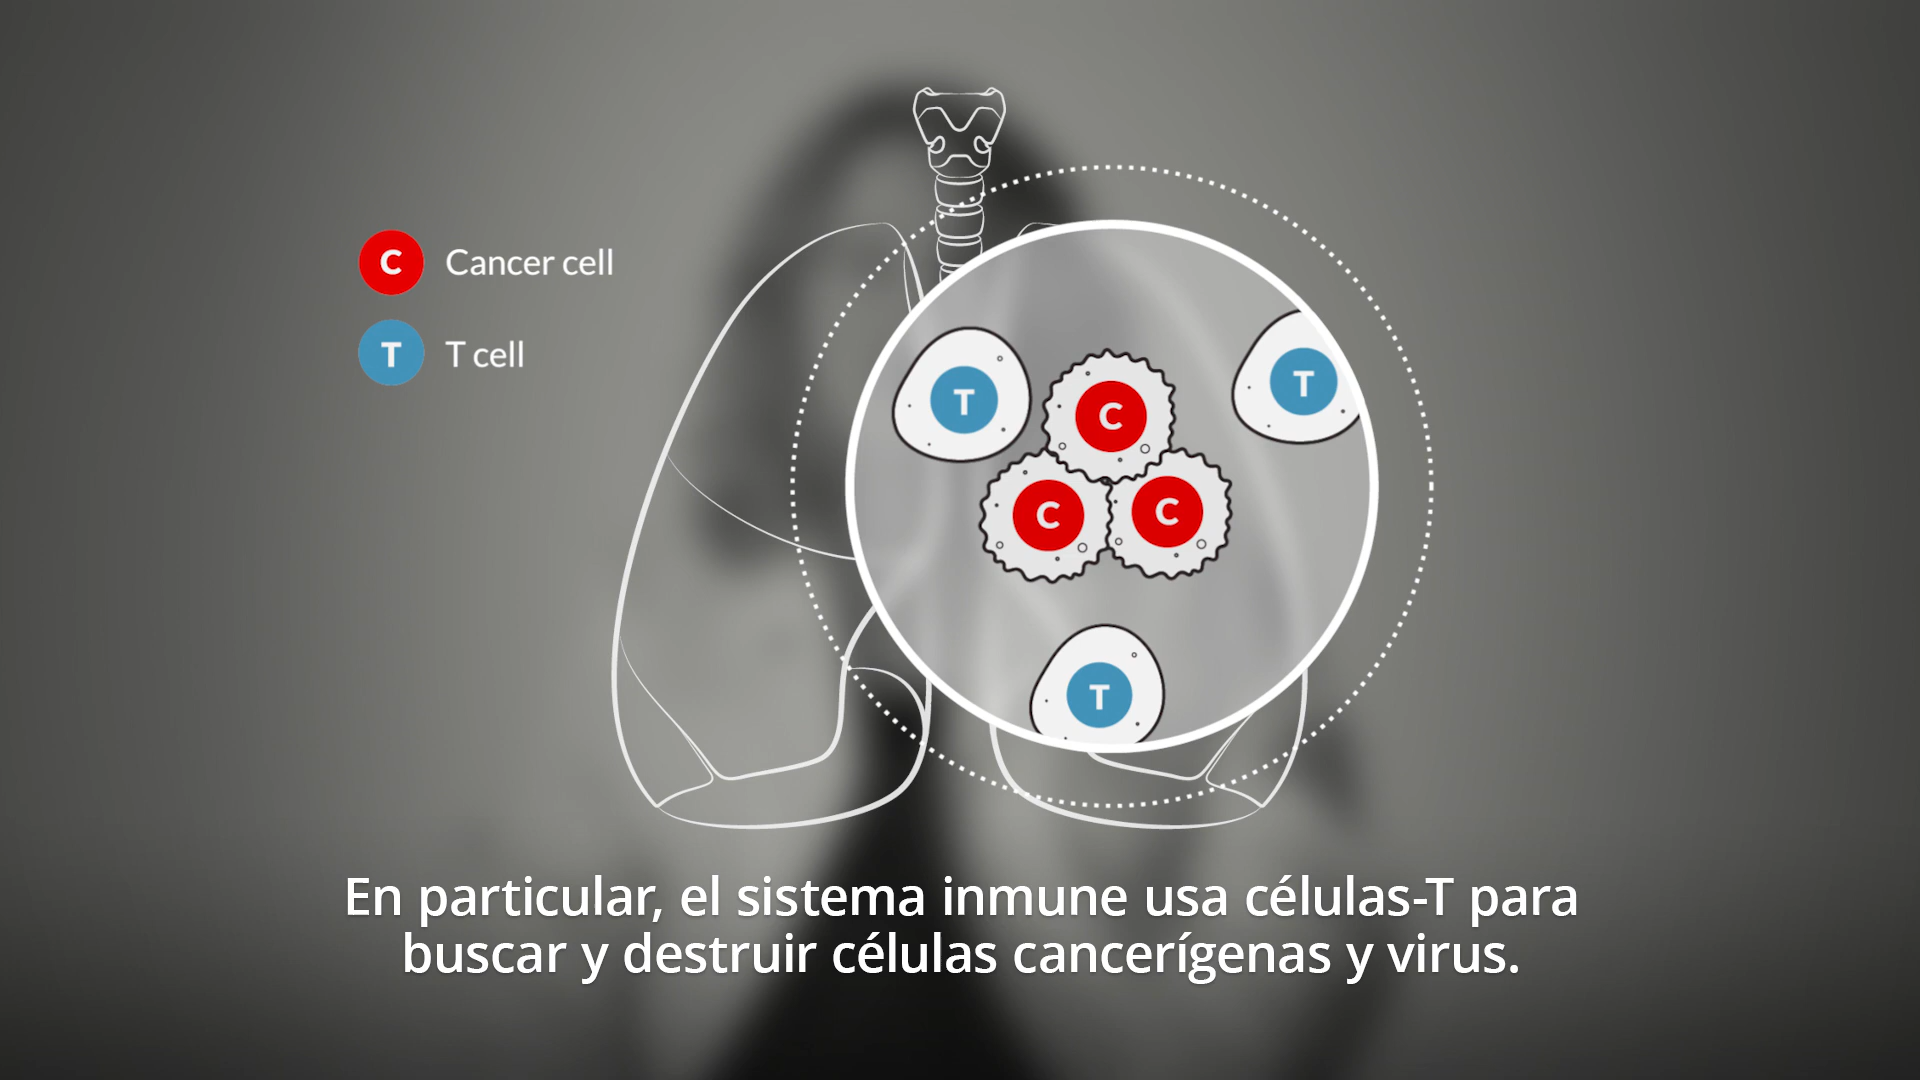 C Cancer cell
T T cell
T
T
C
C
C
T
En particular, el sistema inmune usa células-T para
buscar y destruir células cancerígenas y virus.